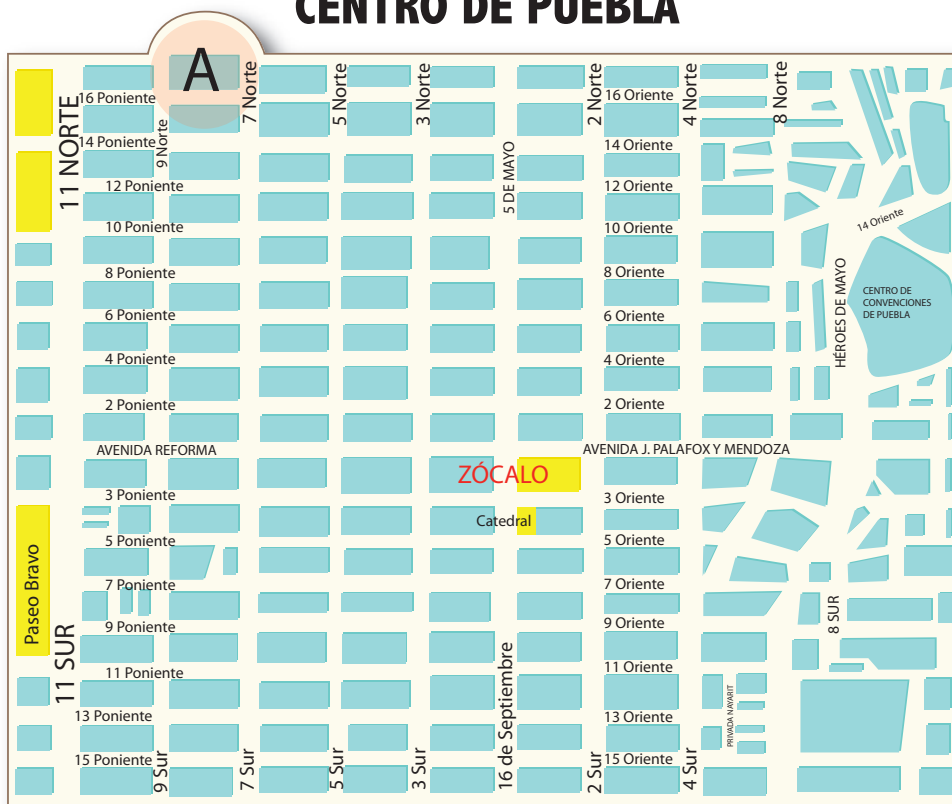 CENTRO DE PUEBLA
A
11 NORTE
9 Norte
7 Norte
5 Norte
3 Norte
5 DE MAYO
2 Norte
4 Norte
8 Norte
16 Poniente
16 Oriente
14 Poniente
14 Oriente
12 Poniente
12 Oriente
10 Poniente
10 Oriente
14 Oriente
8 Poniente
8 Oriente
HÉROES DE MAYO
CENTRO DE
CONVENCIONES
DE PUEBLA
6 Poniente
6 Oriente
4 Poniente
4 Oriente
2 Poniente
2 Oriente
AVENIDA REFORMA
AVENIDA J. PALAFOX Y MENDOZA
ZÓCALO
3 Poniente
3 Oriente
Catedral
5 Poniente
5 Oriente
Paseo Bravo
7 Poniente
7 Oriente
9 Poniente
9 Oriente
8 SUR
11 SUR
11 Poniente
11 Oriente
PRIVADA NAYARIT
13 Poniente
13 Oriente
15 Poniente
15 Oriente
9 Sur
7 Sur
5 Sur
3 Sur
16 de Septiembre
2 Sur
4 Sur